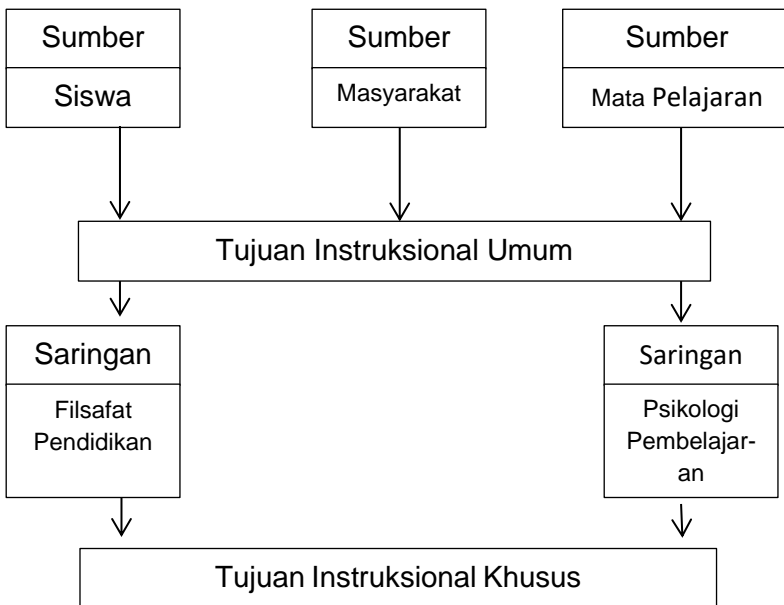 Sumber
Siswa
Sumber
Masyarakat
Sumber
Mata Pelajaran
Tujuan Instruksional Umum
Saringan
Filsafat
Pendidikan
Saringan
Psikologi
Pembelajar-
an
Tujuan Instruksional Khusus